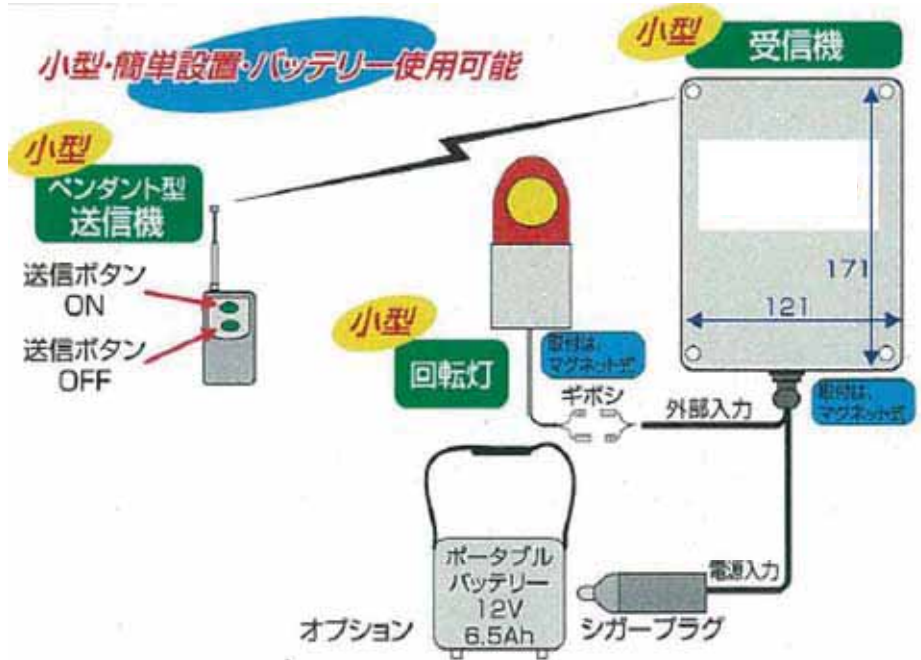 小型・簡単設置・バッテリー使用可能
小型
受信機
小型
ペンダント型
送信機
送信ボタン
ON
送信ボタン
OFF
171
121
小型
回転灯
取付は、
マグネット式
取付は、
マグネット式
ギボシ
外部入力
ポータブル
バッテリー
12V
6.5Ah
オプション
電源入力
シガープラグ